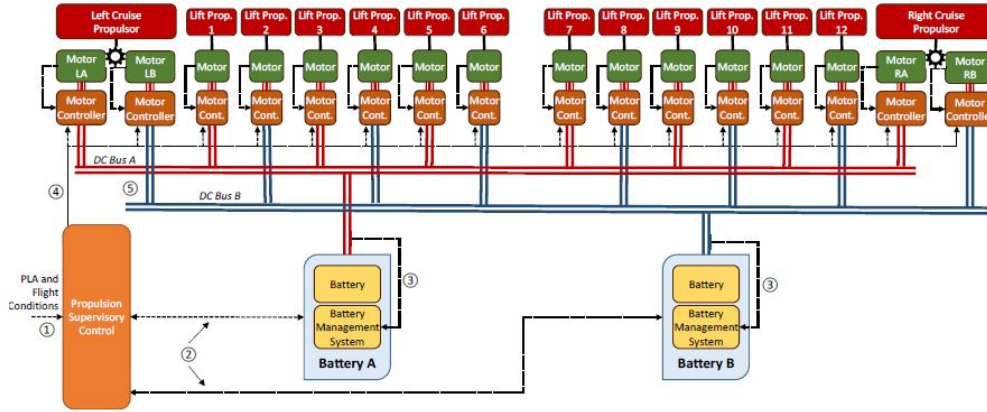 Left Cruise
Propulsor
Lift Prop.
1
Lift Prop.
2
Lift Prop.
3
Lift Prop.
4
Lift Prop.
5
Lift Prop.
6
Lift Prop.
7
Lift Prop.
8
Lift Prop.
9
Lift Prop.
10
Lift Prop.
11
Lift Prop.
12
Right Cruise
Propulsor
Motor
LA
Motor
LB
Motor
Motor
Motor
Motor
Motor
Motor
Motor
Motor
Motor
Motor
Motor
Motor
Motor
RA
Motor
RB
Motor
Controller
Motor
Controller
Motor
Cont.
Motor
Cont.
Motor
Cont.
Motor
Cont.
Motor
Cont.
Motor
Cont.
Motor
Cont.
Motor
Cont.
Motor
Cont.
Motor
Cont.
Motor
Cont.
Motor
Cont.
Motor
Controller
Motor
Controller
DC Bus A
④
⑤
DC Bus B
PLA and
Flight
Conditions
①
Propulsion
Supervisory
Control
②
③
Battery
Battery
Management
System
Battery A
③
Battery
Battery
Management
System
Battery B